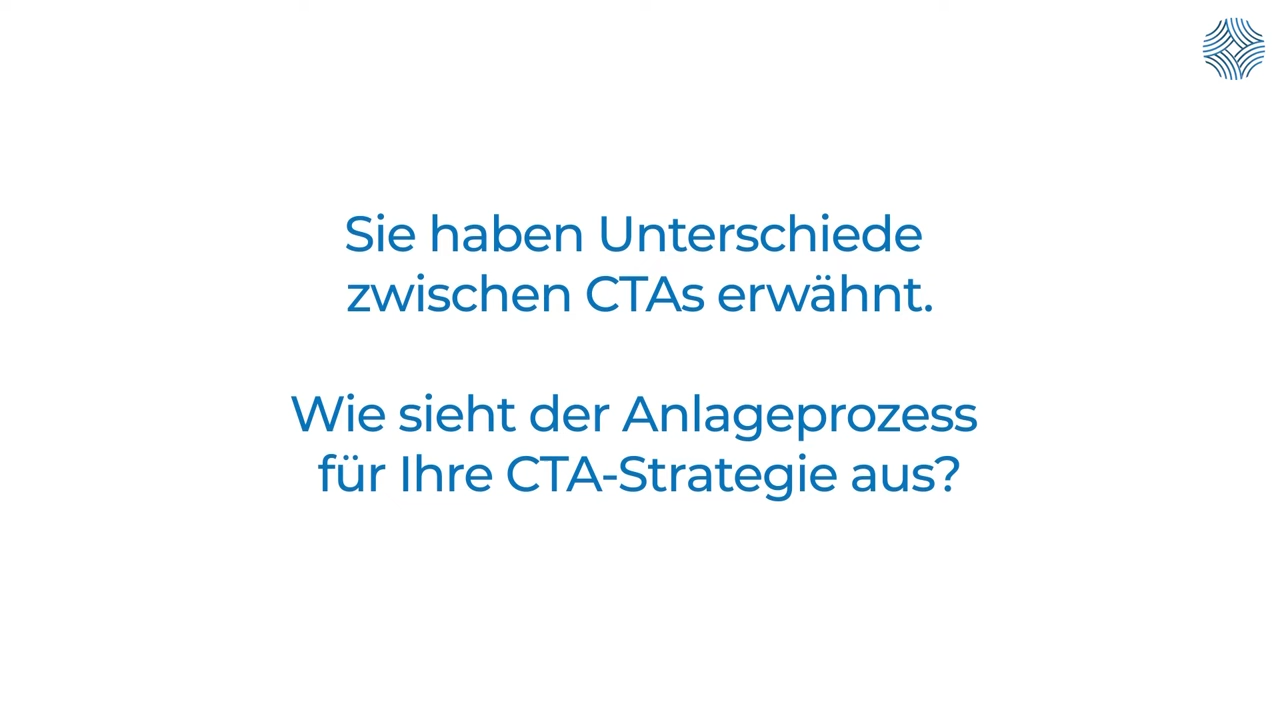 Sie haben Unterschiede
zwischen CTAs erwähnt.
Wie sieht der Anlageprozess
für Ihre CTA-Strategie aus?